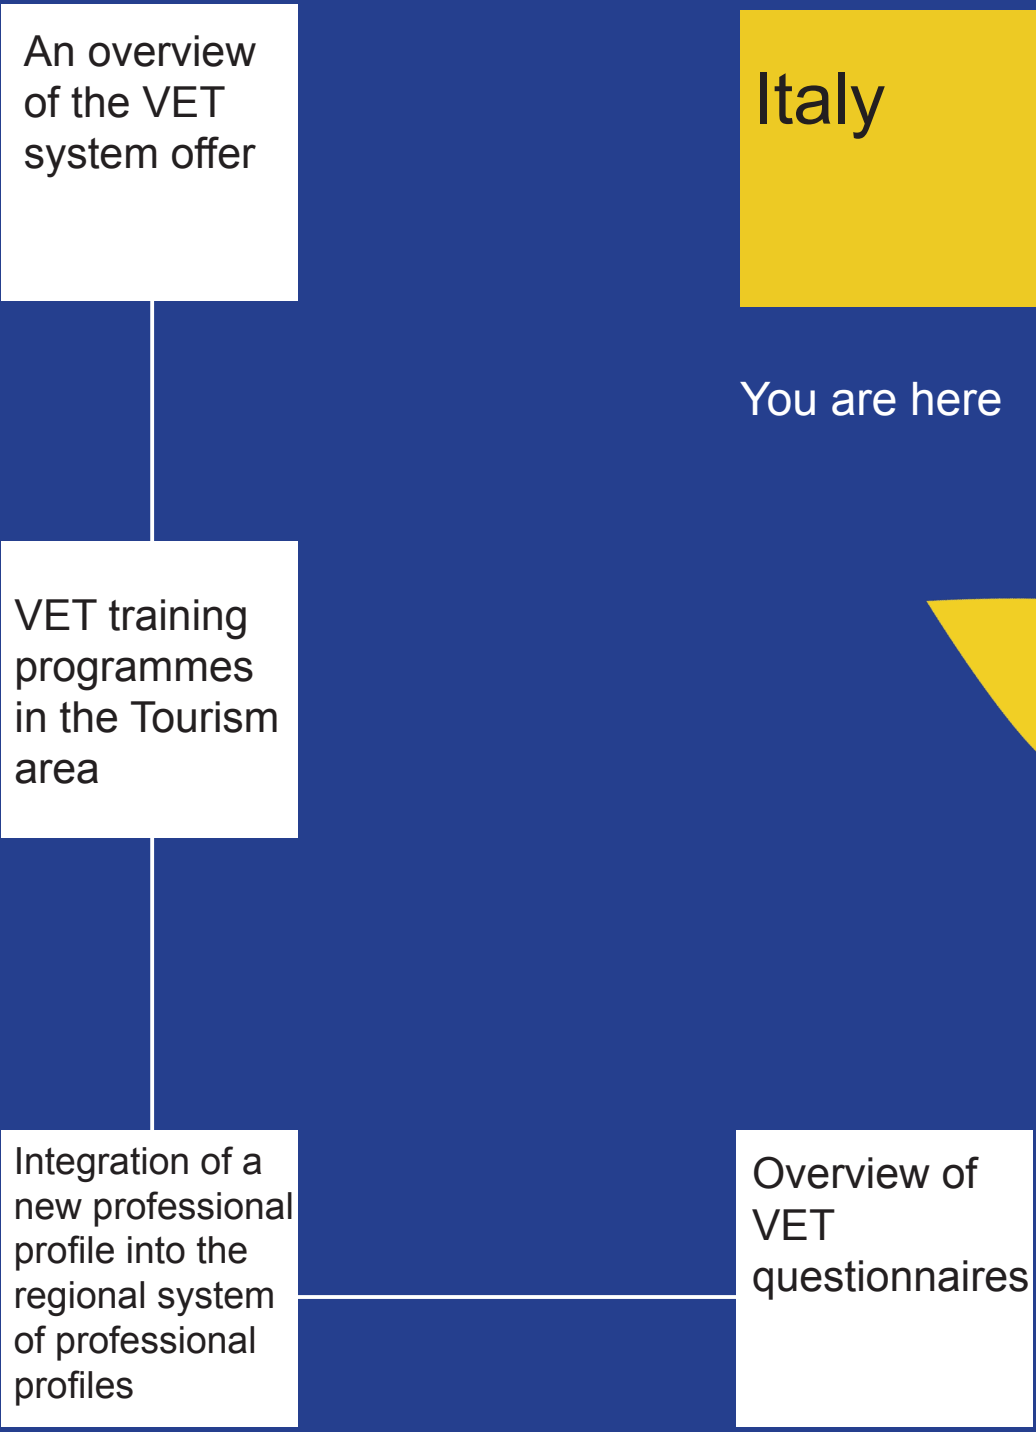 An overview
of the VET
system offer
Italy
You are here
VET training
programmes
in the Tourism
area
Integration of a
new professional
profile into the
regional system
of professional
profiles
Overview of
VET
questionnaires